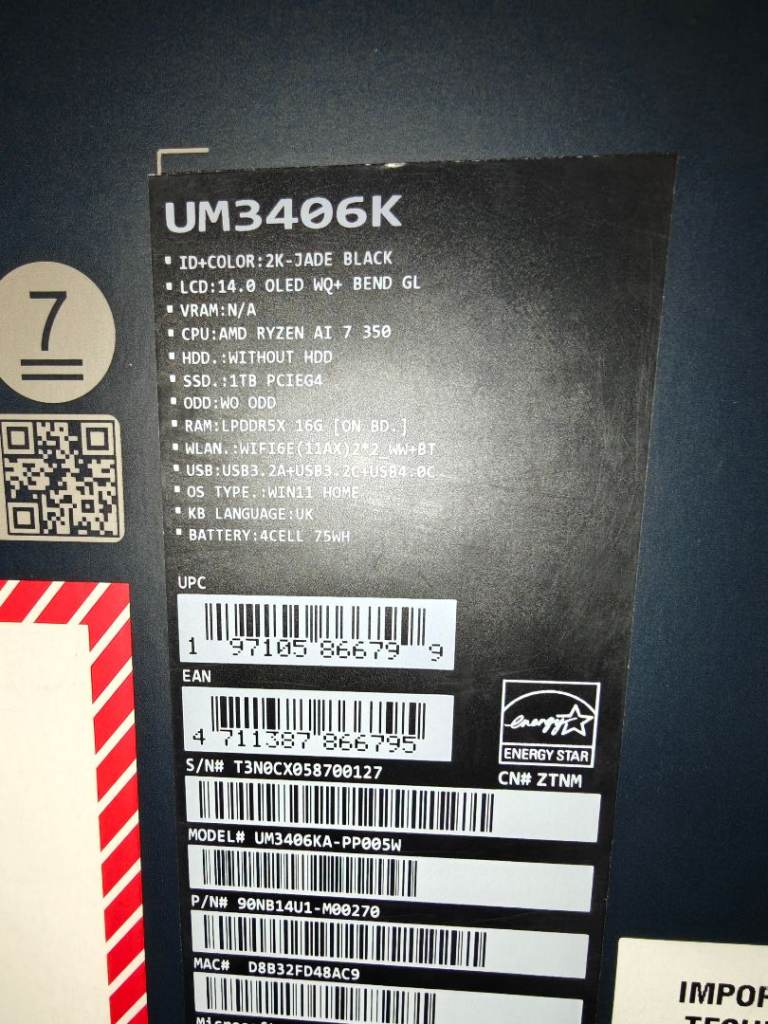 UM3406K
▪ ID+COLOR:2K-JADE BLACK
▪ LCD:14.0 OLED WQ+ BEND GL
▪ VRAM:N/A
▪ CPU:AMD RYZEN AI 7 350
▪ HDD.:WITHOUT HDD
▪ SSD.:1TB PCIEG4
▪ ODD:WO ODD
▪ RAM:LPDDR5X 16G [ON BD.]
▪ WLAN.:WIFI6E(11AX)2*2_WW+BT
▪ USB:USB3.2A+USB3.2C+USB4.0C
▪ OS TYPE.:WIN11 HOME
▪ KB LANGUAGE:UK
▪ BATTERY:4CELL 75WH
7
UPC
1 97105 86679 9
EAN
4 711387 866795
energy
ENERGY STAR
S/N# T3N0CX058700127
CN# ZTNM
MODEL# UM3406KA-PP005W
P/N# 90NB14U1-M00270
MAC# D8B32FD48AC9